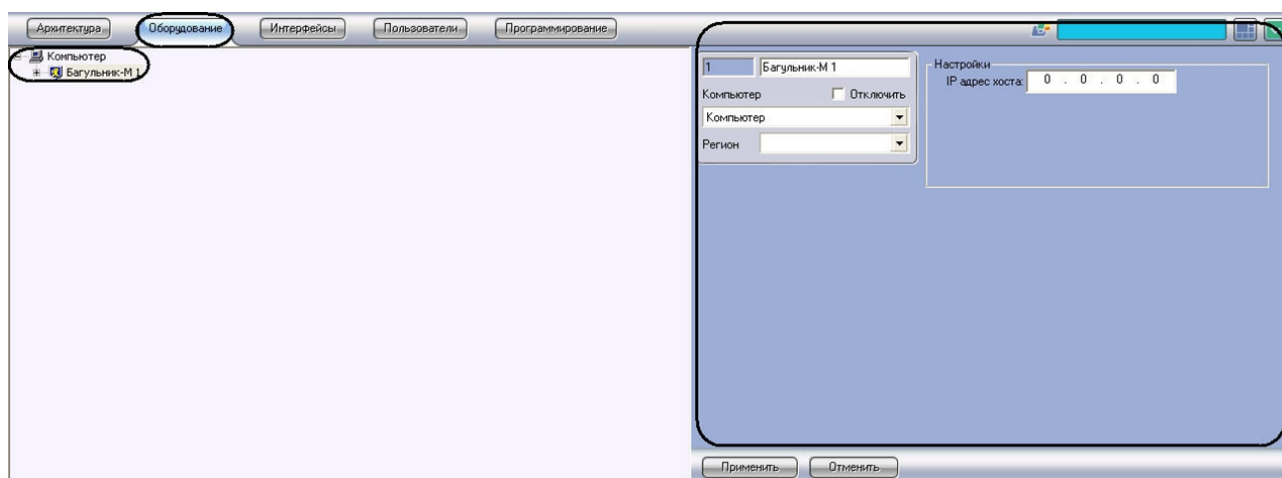 Архитектура Оборудование Интерфейсы Пользователи Программирование
Компьютер
Багульник-М 1
1 Багульник-М 1
Компьютер Отключить
Компьютер
Регион
Настройки
IP адрес хоста: 0 . 0 . 0 . 0
Применить Отменить